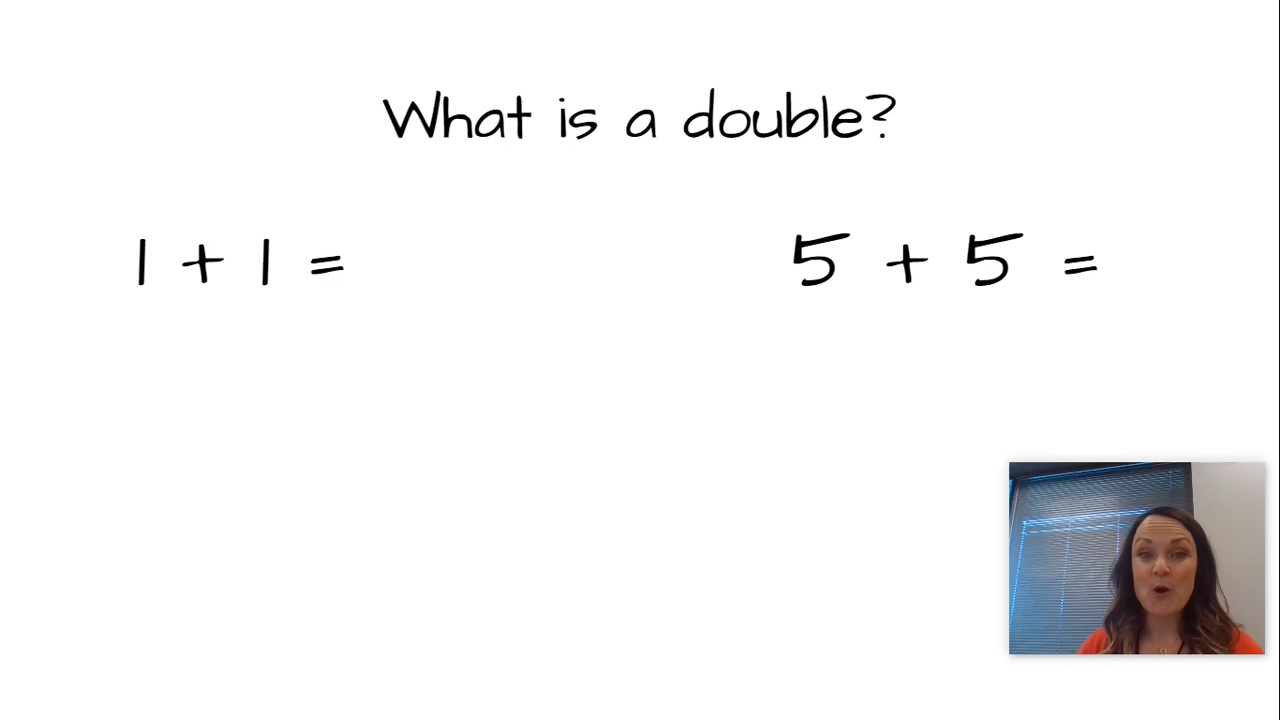 What is a double?
1 + 1 =
5 + 5 =